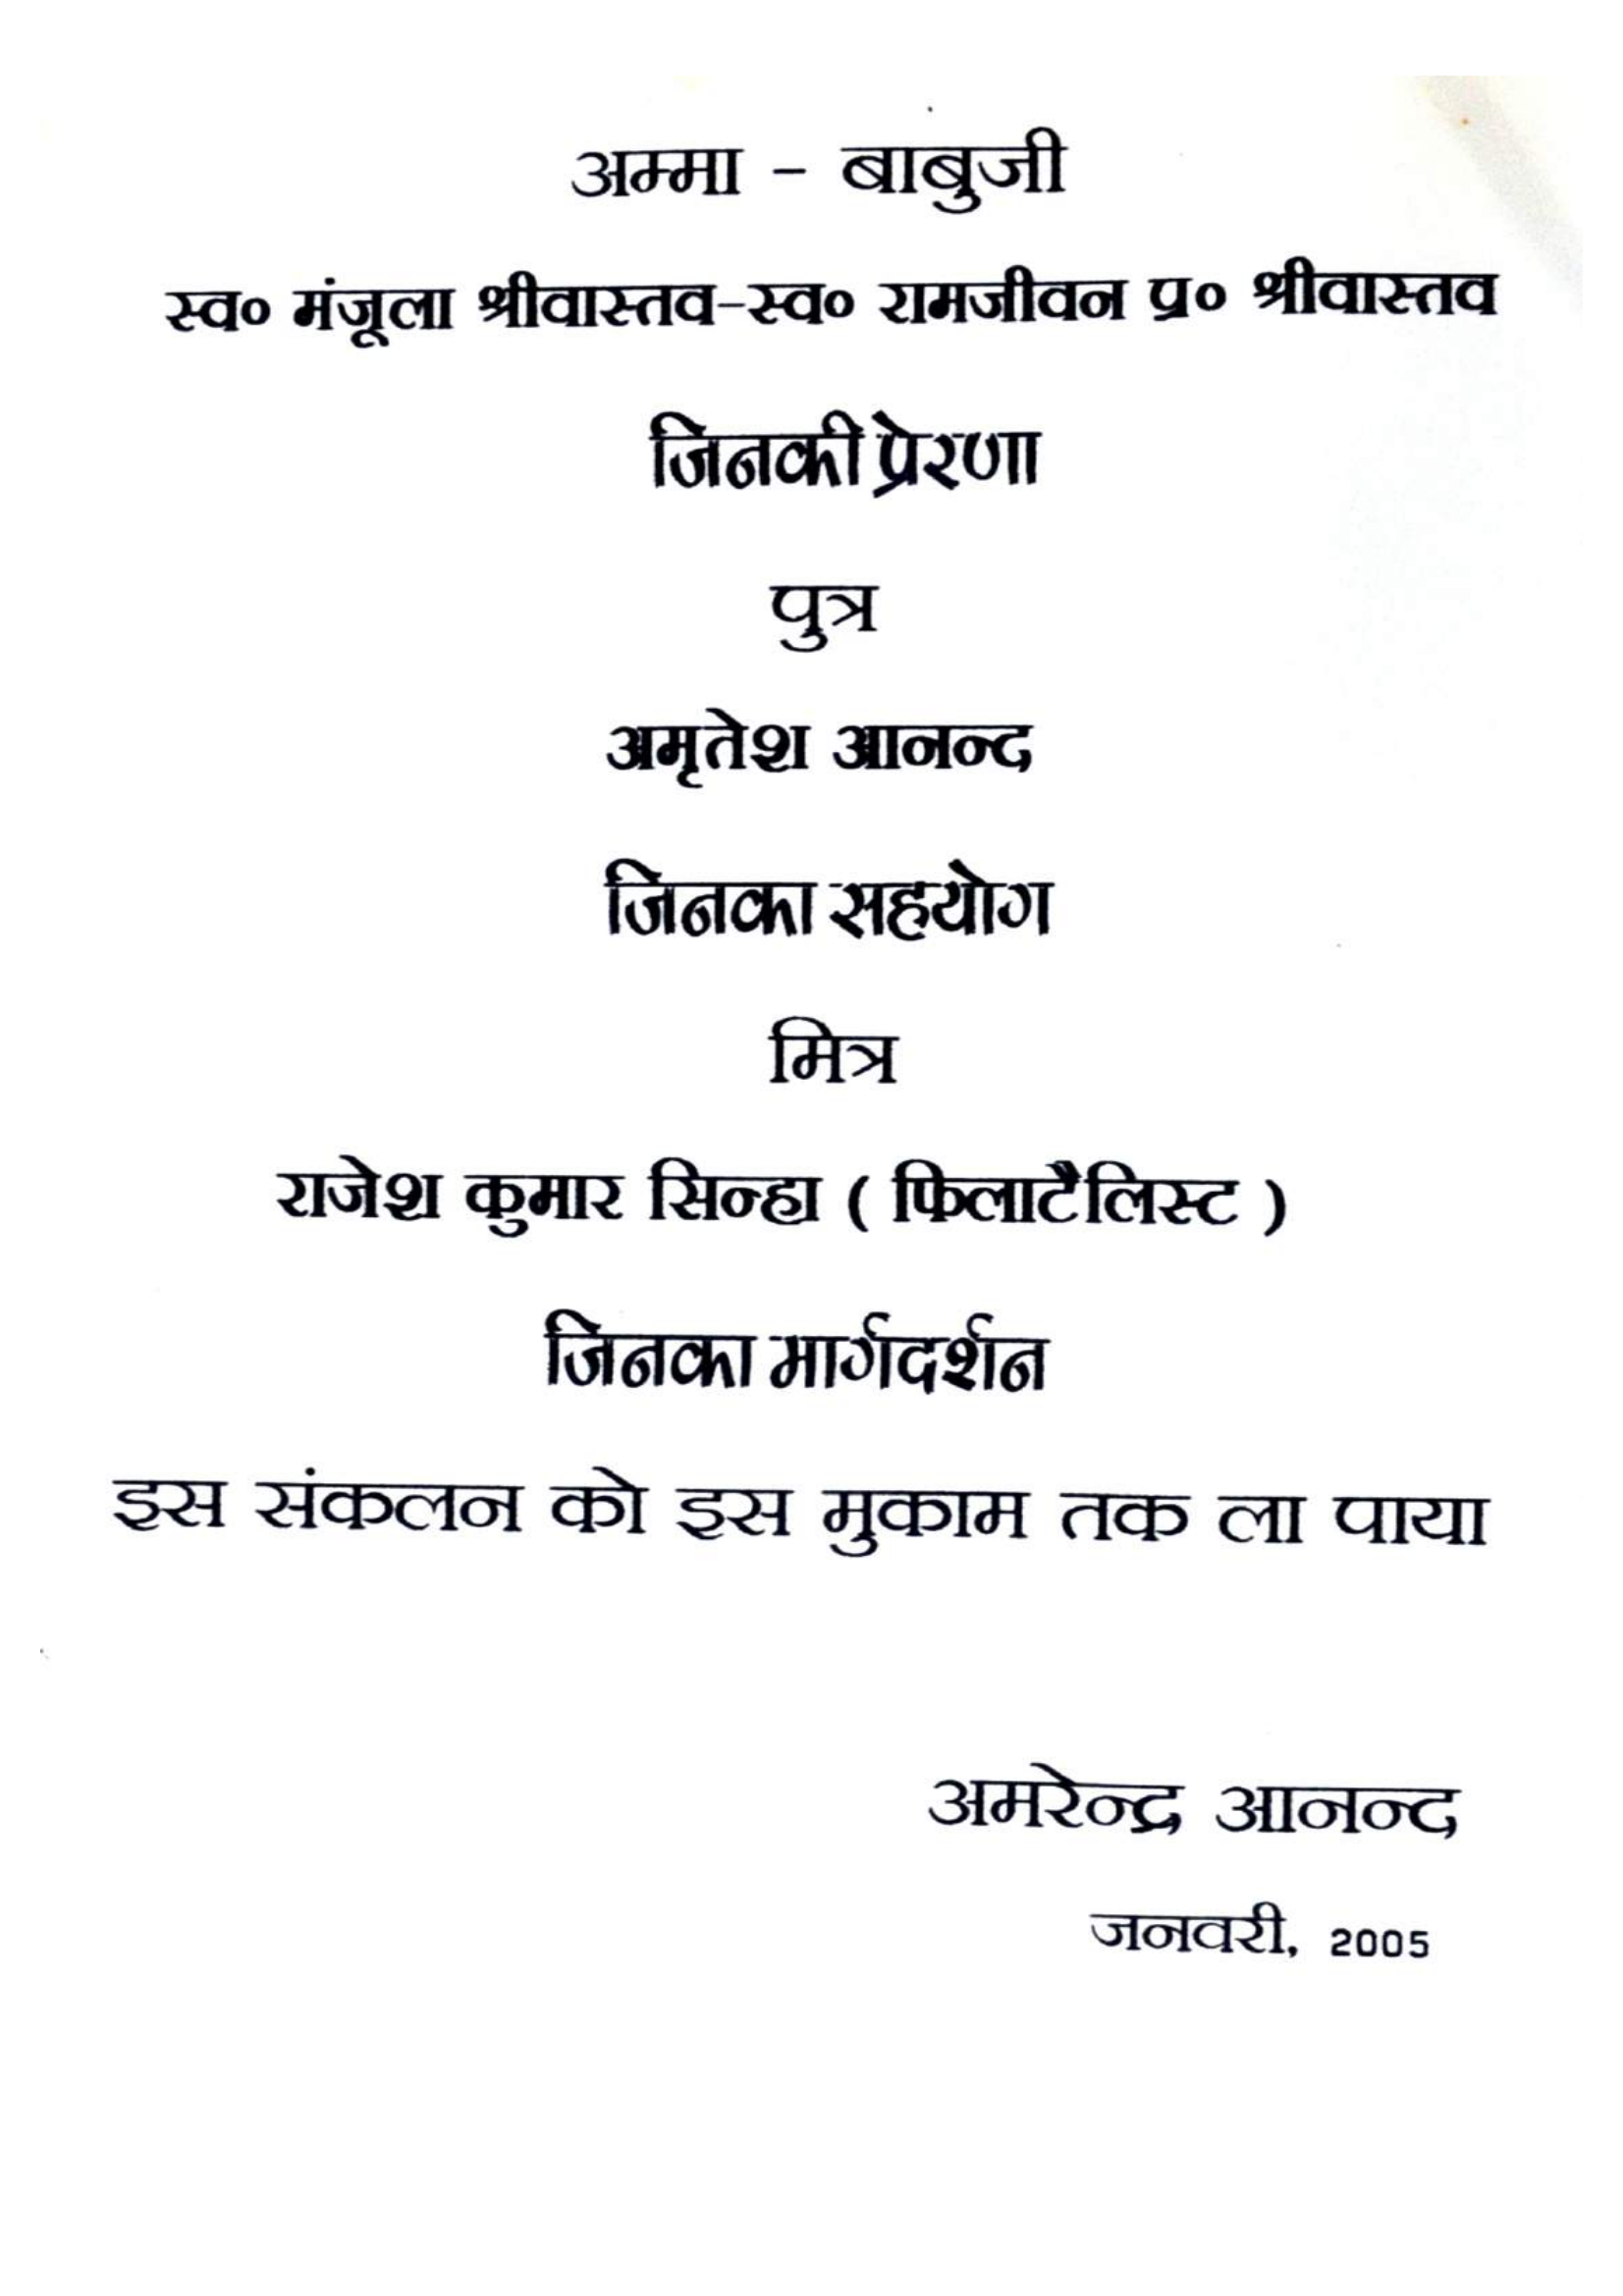 अम्मा - बाबुजी
स्व० मंजूला श्रीवास्तव-स्व० रामजीवन प्र० श्रीवास्तव
जिनकी प्रेरणा
पुत्र
अमृतेश आनन्द
जिनका सहयोग
मित्र
राजेश कुमार सिन्हा ( फिलाटैलिस्ट )
जिनका मार्गदर्शन
इस संकलन को इस मुकाम तक ला पाया
अमरेन्द्र आनन्द
जनवरी, 2005